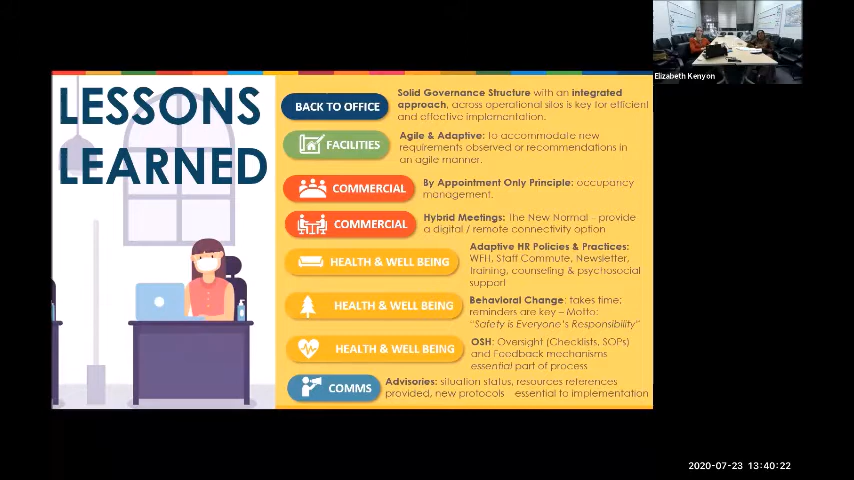 Elizabeth Kenyon
LESSONS
LEARNED
BACK TO OFFICE
Solid Governance Structure with an integrated
approach, across operational silos is key for efficient
and effective implementation.
FACILITIES
Agile & Adaptive: To accommodate new
requirements observed or recommendations in
an agile manner.
COMMERCIAL
By Appointment Only Principle: occupancy
management.
COMMERCIAL
Hybrid Meetings: The New Normal – provide
a digital / remote connectivity option
HEALTH & WELL BEING
Adaptive HR Policies & Practices:
WFH, Staff Commute, Newsletter,
training, counseling & psychosocial
support
HEALTH & WELL BEING
Behavioral Change: takes time;
reminders are key – Motto:
"Safety is Everyone's Responsibility"
HEALTH & WELL BEING
OSH: Oversight (Checklists, SOPs)
and Feedback mechanisms
essential part of process
COMMS
Advisories: situation status, resources references
provided, new protocols essential to implementation
2020-07-23 13:40:22